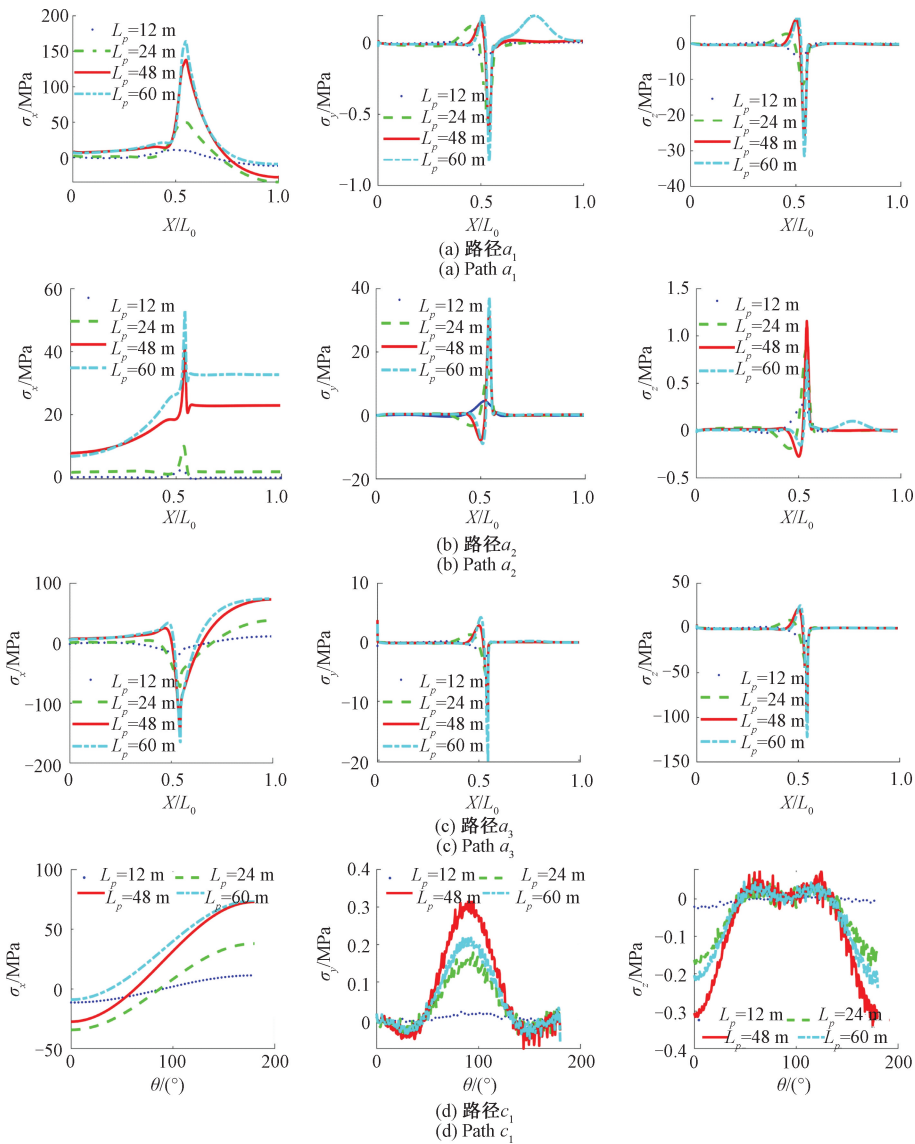 σx/MPa
200
150
100
50
0
Lp=12 m
Lp=24 m
Lp=48 m
Lp=60 m
0 0.5 1.0
X/L0
σy/MPa
0
−0.5
−1.0
Lp=12 m
Lp=24 m
Lp=48 m
Lp=60 m
0 0.5 1.0
X/L0
σz/MPa
0
−10
−20
−30
−40
Lp=12 m
Lp=24 m
Lp=48 m
Lp=60 m
0 0.5 1.0
X/L0
(a) 路径a1
(a) Path a1
σx/MPa
60
40
20
0
Lp=12 m
Lp=24 m
Lp=48 m
Lp=60 m
0 0.5 1.0
X/L0
σy/MPa
40
20
0
−20
Lp=12 m
Lp=24 m
Lp=48 m
Lp=60 m
0 0.5 1.0
X/L0
σz/MPa
1.5
1.0
0.5
0
−0.5
Lp=12 m
Lp=24 m
Lp=48 m
Lp=60 m
0 0.5 1.0
X/L0
(b) 路径a2
(b) Path a2
σx/MPa
100
0
−100
−200
Lp=12 m
Lp=24 m
Lp=48 m
Lp=60 m
0 0.5 1.0
X/L0
σy/MPa
10
0
−10
−20
Lp=12 m
Lp=24 m
Lp=48 m
Lp=60 m
0 0.5 1.0
X/L0
σz/MPa
50
0
−50
−100
−150
Lp=12 m
Lp=24 m
Lp=48 m
Lp=60 m
0 0.5 1.0
X/L0
(c) 路径a3
(c) Path a3
σx/MPa
100
50
0
−50
Lp=12 m Lp=24 m
Lp=48 m Lp=60 m
0 100 200
θ/(°)
σy/MPa
0.4
0.3
0.2
0.1
0
Lp=12 m Lp=24 m
Lp=48 m Lp=60 m
0 100 200
θ/(°)
σz/MPa
0
−0.1
−0.2
−0.3
−0.4
Lp=12 m Lp=24 m
Lp=48 m Lp=60 m
0 100 200
θ/(°)
(d) 路径c1
(d) Path c1